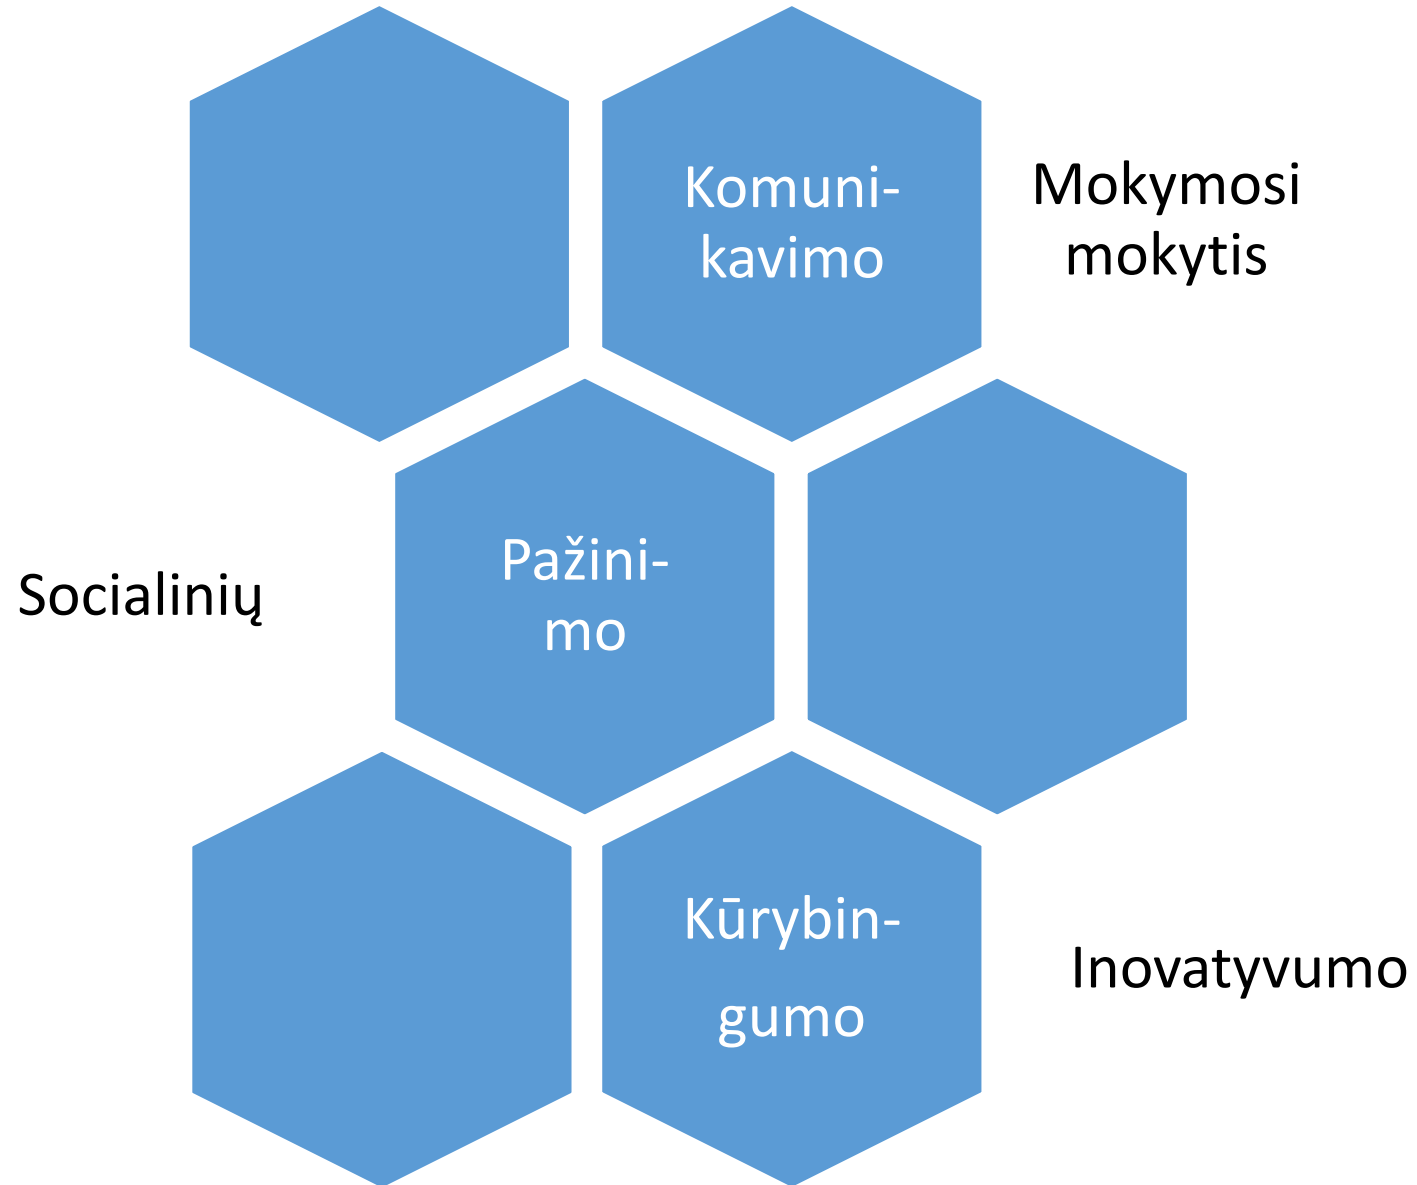 Komuni-
kavimo
Mokymosi
mokytis
Socialinių
Pažini-
mo
Kūrybin-
gumo
Inovatyvumo